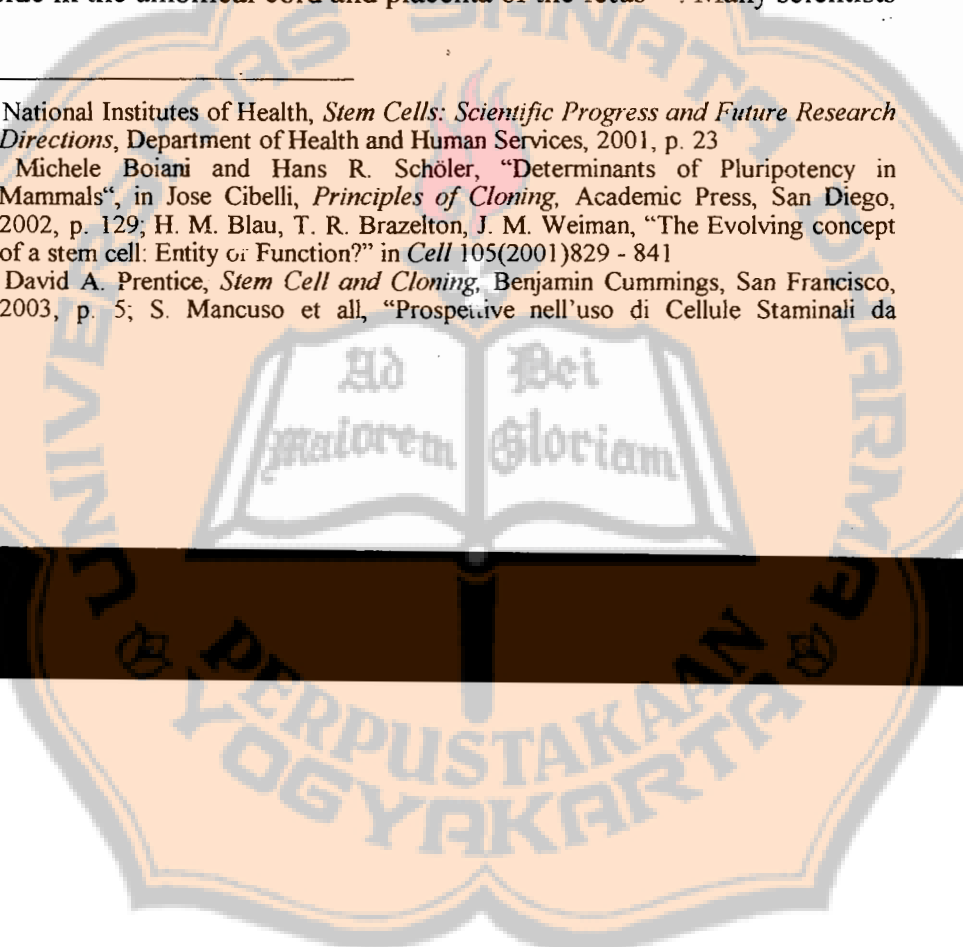 in the umbilical cord and placenta of the fetus . Many scientists
National Institutes of Health, Stem Cells: Scientific Progress and Future Research
Directions, Department of Health and Human Services, 2001, p. 23
Michele Boiani and Hans R. Schöler, “Determinants of Pluripotency in
Mammals“, in Jose Cibelli, Principles of Cloning, Academic Press, San Diego,
2002, p. 129; H. M. Blau, T. R. Brazelton, J. M. Weiman, “The Evolving concept
of a stem cell: Entity or Function?” in Cell 105(2001)829 - 841
David A. Prentice, Stem Cell and Cloning, Benjamin Cummings, San Francisco,
2003, p. 5; S. Mancuso et all, “Prospettive nell’uso di Cellule Staminali da
UNIVERSITAS SANATA DHARMA
Ad Dei
maiorem Gloriam
PERPUSTAKAAN
YOGYAKARTA